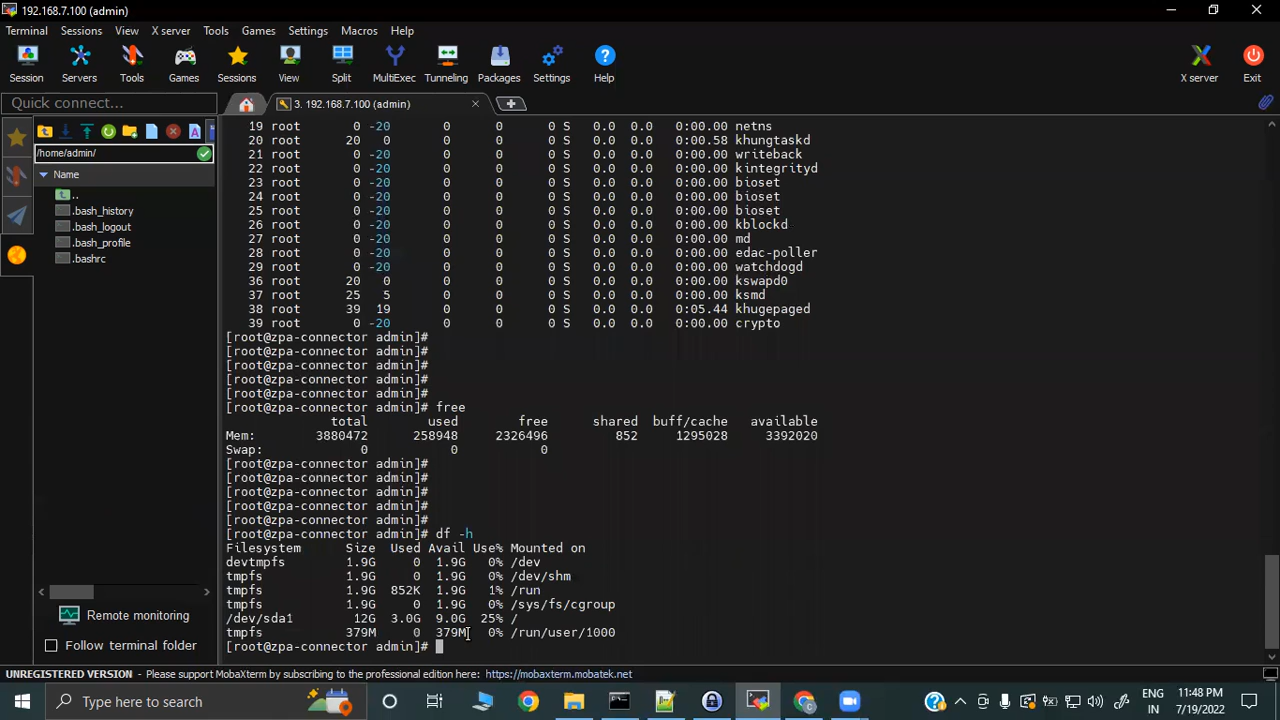 192.168.7.100 (admin)
Terminal Sessions View X server Tools Games Settings Macros Help
Session Servers Tools Games Sessions View Split MultiExec Tunneling Packages Settings Help X server Exit
Quick connect...
3. 192.168.7.100 (admin)
/home/admin/
Name
..
.bash_history
.bash_logout
.bash_profile
.bashrc
19 root 0 -20 0 0 0 S 0.0 0.0 0:00.00 netns
20 root 20 0 0 0 0 S 0.0 0.0 0:00.58 khungtaskd
21 root 0 -20 0 0 0 S 0.0 0.0 0:00.00 writeback
22 root 0 -20 0 0 0 S 0.0 0.0 0:00.00 kintegrityd
23 root 0 -20 0 0 0 S 0.0 0.0 0:00.00 bioset
24 root 0 -20 0 0 0 S 0.0 0.0 0:00.00 bioset
25 root 0 -20 0 0 0 S 0.0 0.0 0:00.00 bioset
26 root 0 -20 0 0 0 S 0.0 0.0 0:00.00 kblockd
27 root 0 -20 0 0 0 S 0.0 0.0 0:00.00 md
28 root 0 -20 0 0 0 S 0.0 0.0 0:00.00 edac-poller
29 root 0 -20 0 0 0 S 0.0 0.0 0:00.00 watchdogd
36 root 20 0 0 0 0 S 0.0 0.0 0:00.00 kswapd0
37 root 25 5 0 0 0 S 0.0 0.0 0:00.00 ksmd
38 root 39 19 0 0 0 S 0.0 0.0 0:05.44 khugepaged
39 root 0 -20 0 0 0 S 0.0 0.0 0:00.00 crypto
[root@zpa-connector admin]#
[root@zpa-connector admin]#
[root@zpa-connector admin]#
[root@zpa-connector admin]#
[root@zpa-connector admin]#
[root@zpa-connector admin]# free
total used free shared buff/cache available
Mem: 3880472 258948 2326496 852 1295028 3392020
Swap: 0 0 0
[root@zpa-connector admin]#
[root@zpa-connector admin]#
[root@zpa-connector admin]#
[root@zpa-connector admin]#
[root@zpa-connector admin]#
[root@zpa-connector admin]# df -h
Filesystem Size Used Avail Use% Mounted on
devtmpfs 1.9G 0 1.9G 0% /dev
tmpfs 1.9G 0 1.9G 0% /dev/shm
tmpfs 1.9G 852K 1.9G 1% /run
tmpfs 1.9G 0 1.9G 0% /sys/fs/cgroup
/dev/sda1 12G 3.0G 9.0G 25% /
tmpfs 379M 0 379M 0% /run/user/1000
[root@zpa-connector admin]#
Remote monitoring
Follow terminal folder
UNREGISTERED VERSION - Please support MobaXterm by subscribing to the professional edition here: https://mobaxterm.mobatek.net
Type here to search
ENG
IN
11:48 PM
7/19/2022